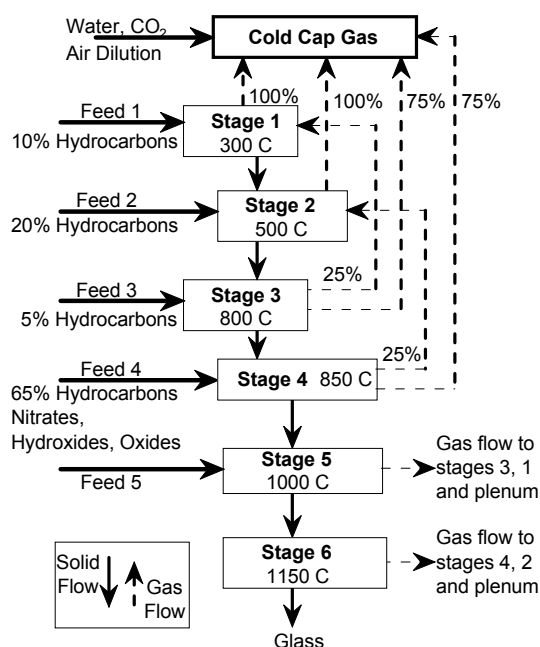 Water, CO2
Air Dilution
Cold Cap Gas
100%
100%
75%
75%
Feed 1
10% Hydrocarbons
Stage 1
300 C
Feed 2
20% Hydrocarbons
Stage 2
500 C
Feed 3
5% Hydrocarbons
Stage 3
800 C
25%
Feed 4
65% Hydrocarbons
Nitrates,
Hydroxides, Oxides
Stage 4 850 C
25%
Feed 5
Stage 5
1000 C
Gas flow to
stages 3, 1
and plenum
Stage 6
1150 C
Gas flow to
stages 4, 2
and plenum
Solid
Flow
Gas
Flow
Glass